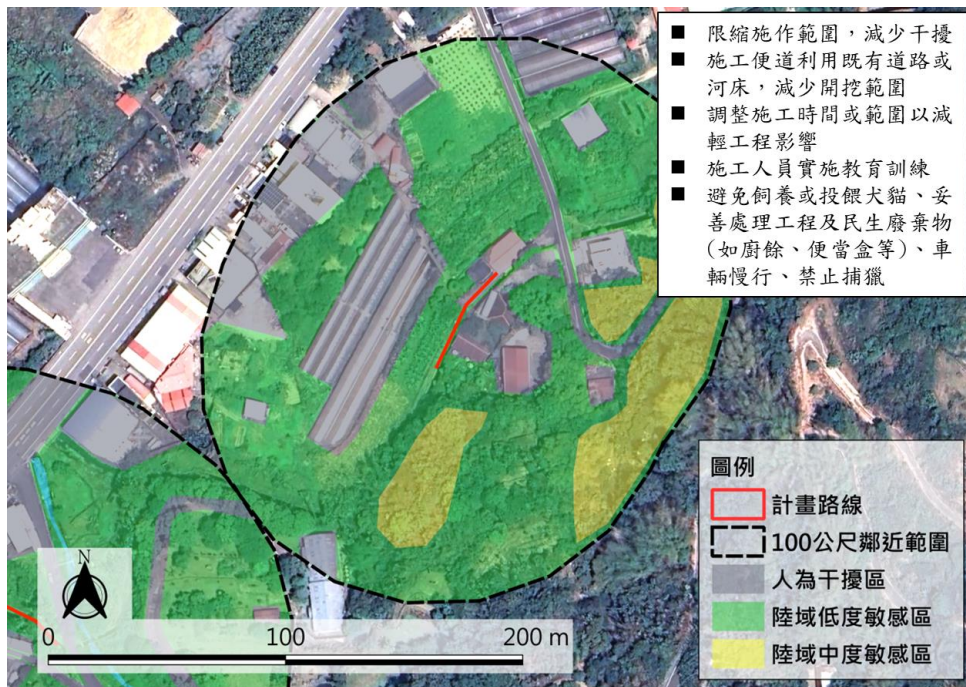 ■ 限縮施作範圍，減少干擾
■ 施工便道利用既有道路或
河床，減少開挖範圍
■ 調整施工時間或範圍以減
輕工程影響
■ 施工人員實施教育訓練
■ 避免飼養或投餵犬貓、妥
善處理工程及民生廢棄物
(如廚餘、便當盒等)、車
輛慢行、禁止捕獵
圖例
計畫路線
100公尺鄰近範圍
人為干擾區
陸域低度敏感區
陸域中度敏感區
N
0 100 200 m